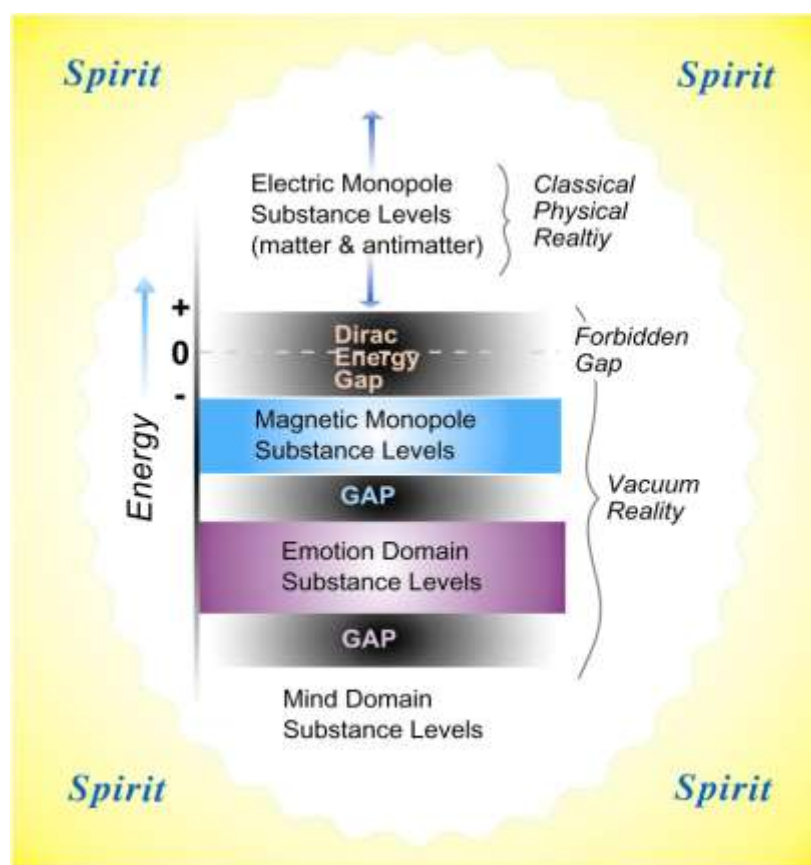 Spirit
Spirit
Electric Monopole
Substance Levels
(matter & antimatter)
Classical
Physical
Realtiy
+
0
-
Energy
Dirac
Energy
Gap
Forbidden
Gap
Magnetic Monopole
Substance Levels
GAP
Vacuum
Reality
Emotion Domain
Substance Levels
GAP
Mind Domain
Substance Levels
Spirit
Spirit